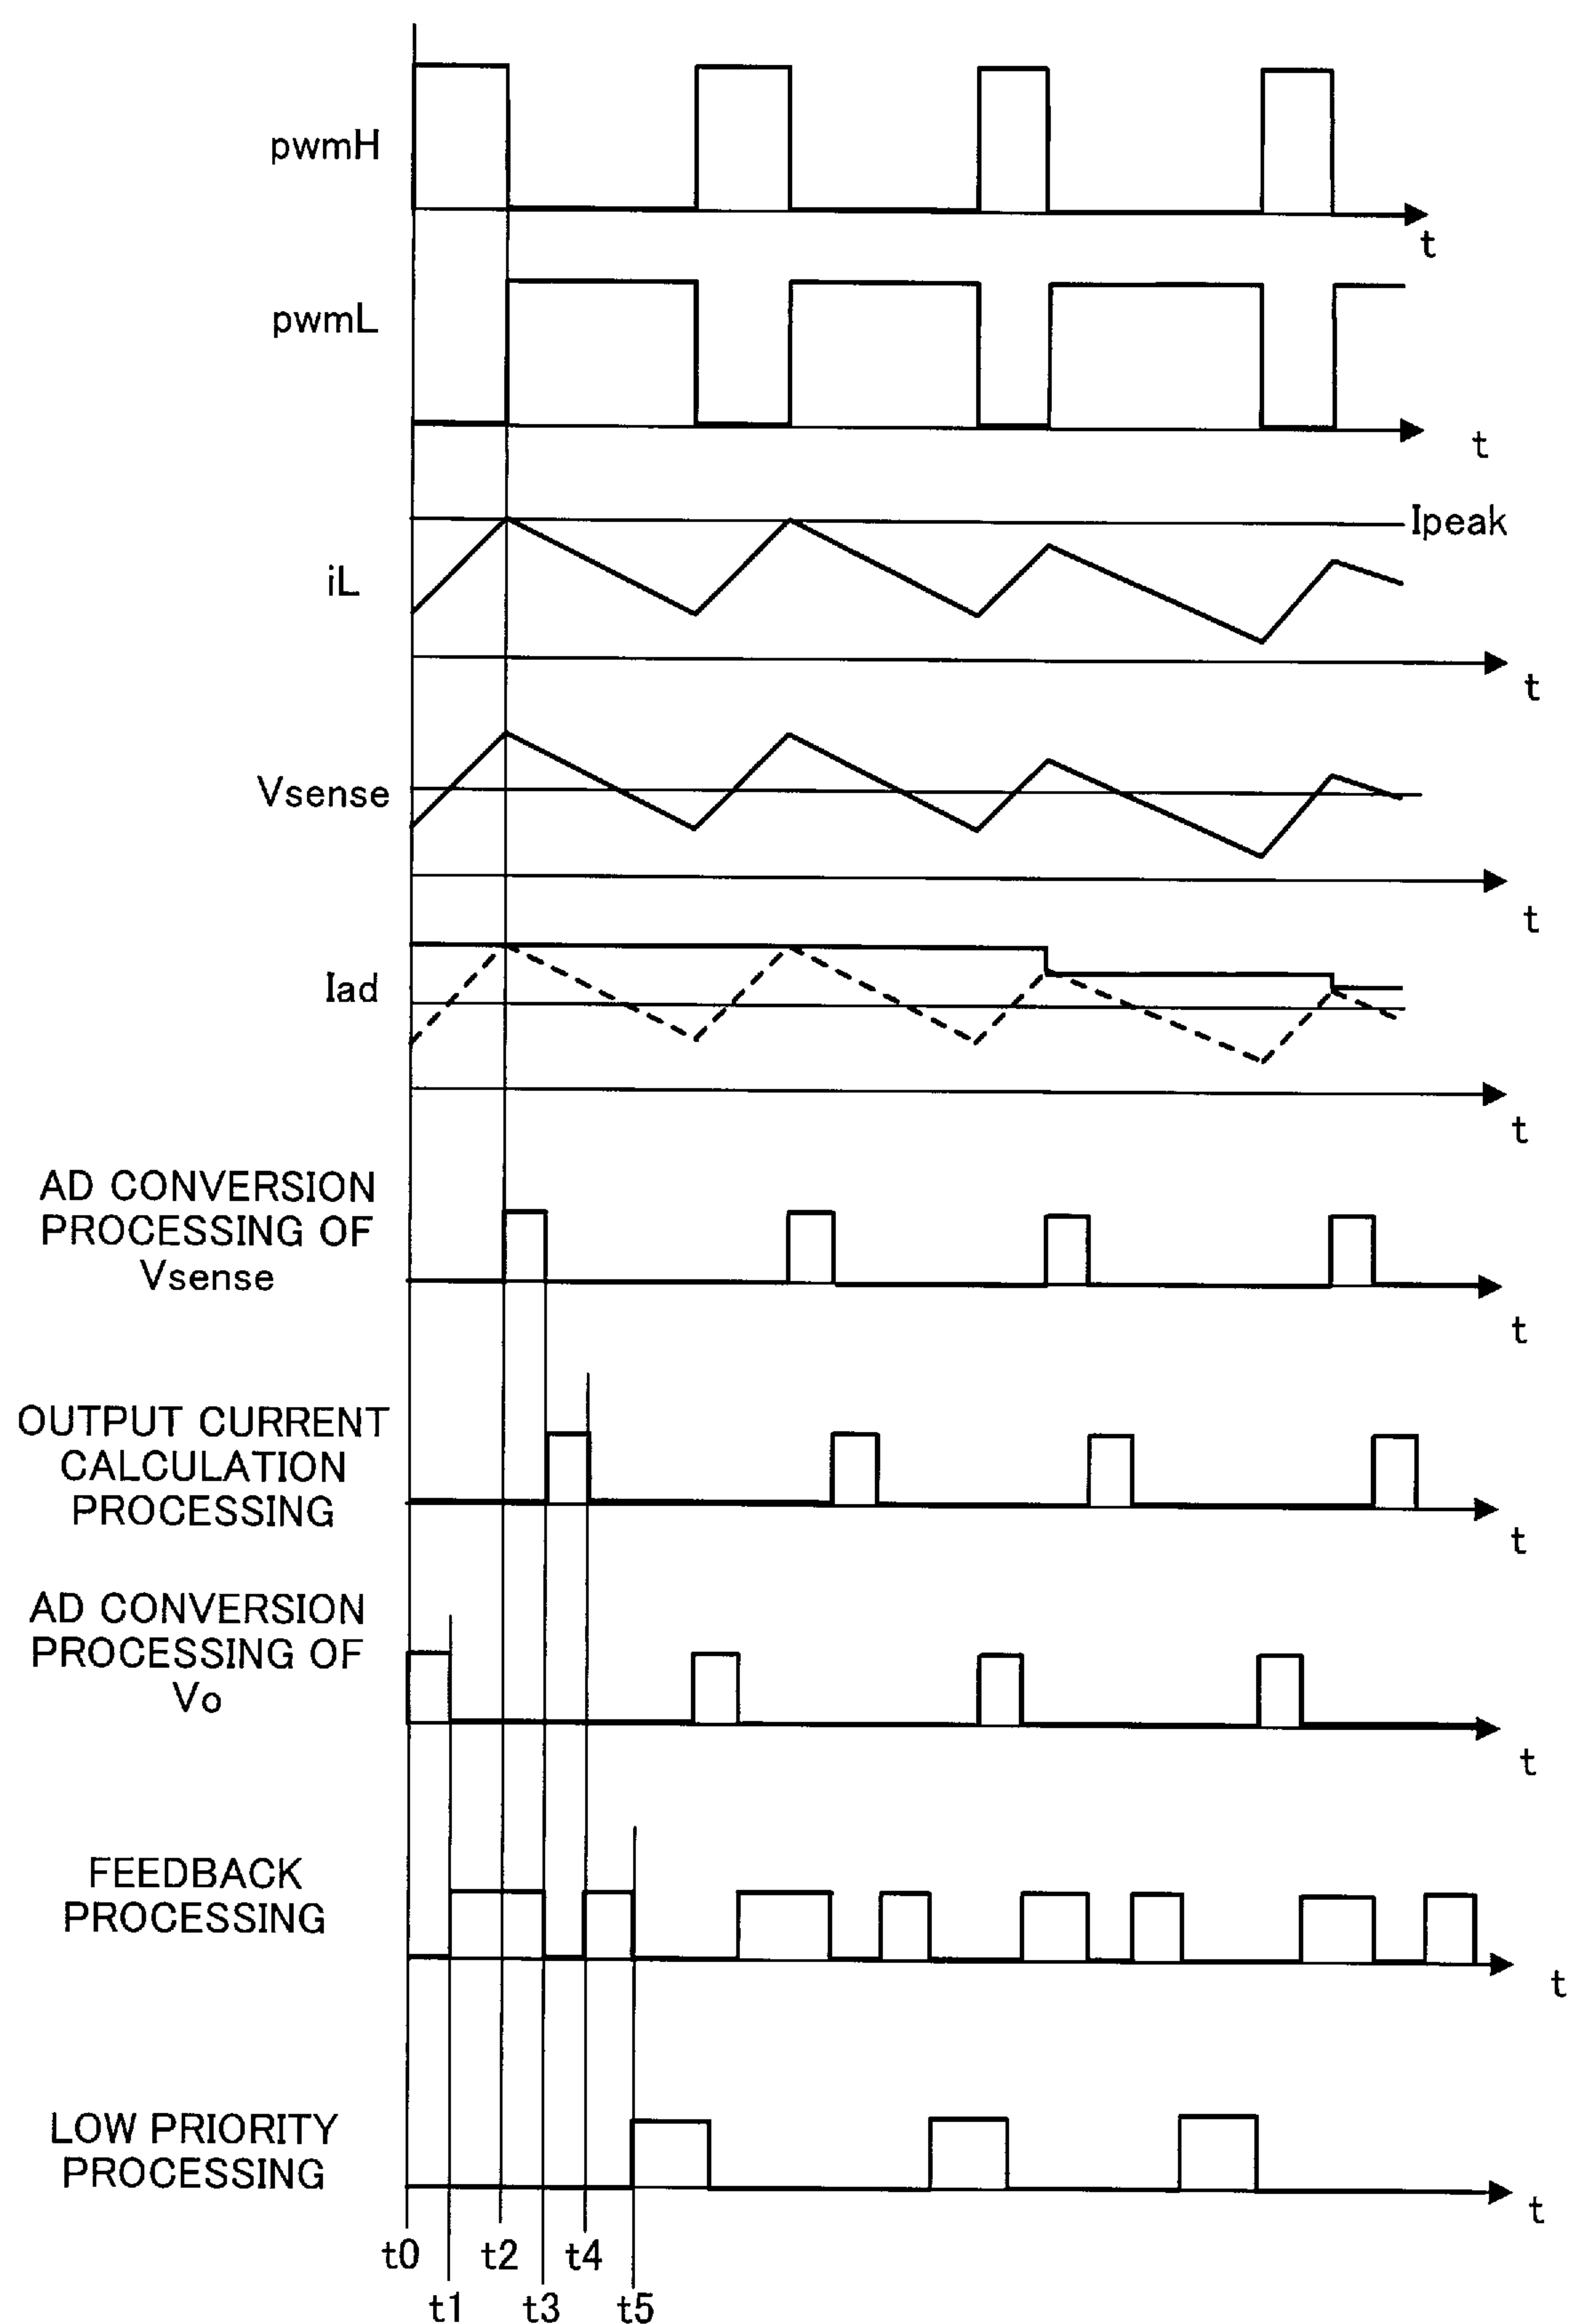 pwmH
t
pwmL
t
Ipeak
iL
t
Vsense
t
Iad
t
AD CONVERSION
PROCESSING OF
Vsense
t
OUTPUT CURRENT
CALCULATION
PROCESSING
t
AD CONVERSION
PROCESSING OF
Vo
t
FEEDBACK
PROCESSING
t
LOW PRIORITY
PROCESSING
t
t0 t2 t4
t1 t3 t5